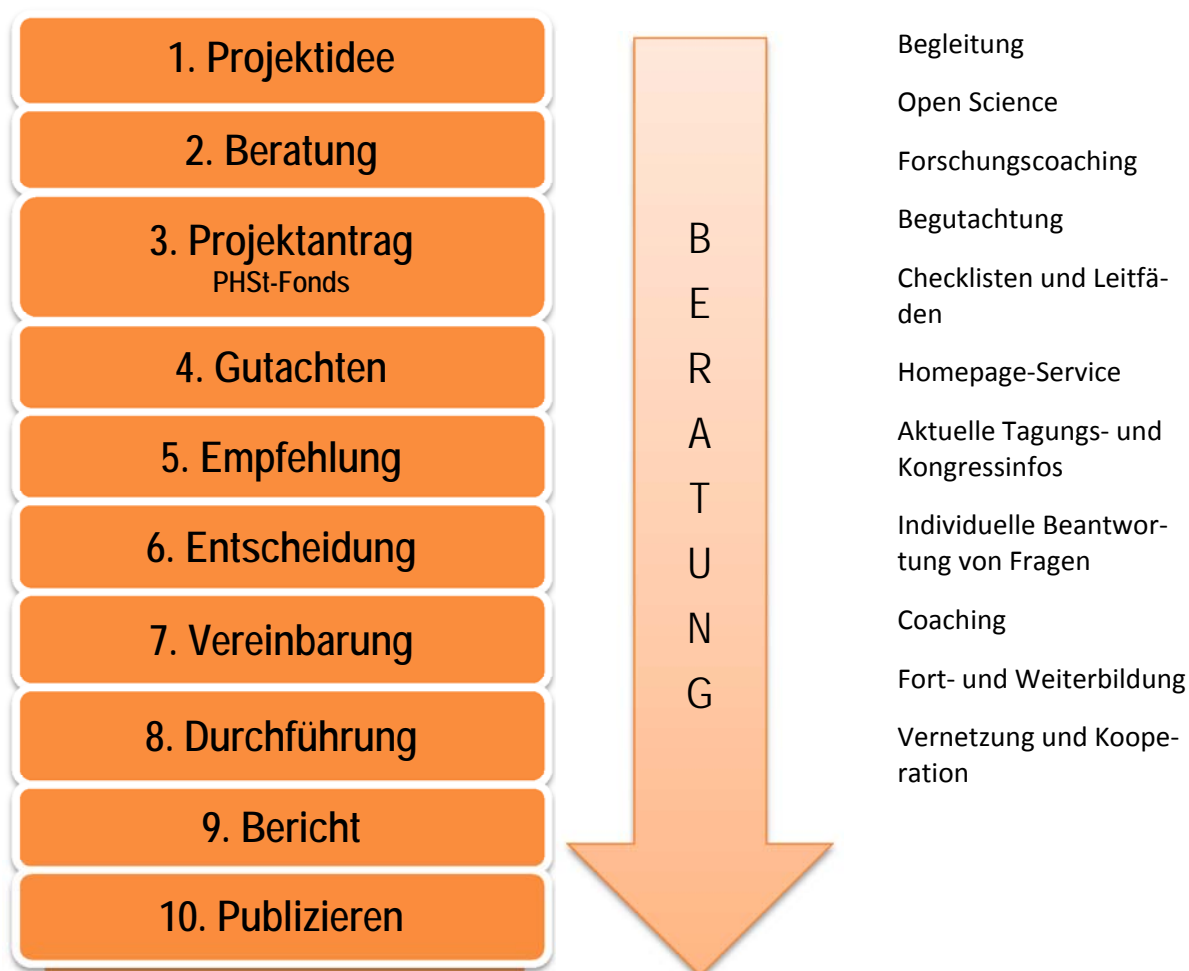 1. Projektidee
2. Beratung
3. Projektantrag
PHSt-Fonds
4. Gutachten
5. Empfehlung
6. Entscheidung
7. Vereinbarung
8. Durchführung
9. Bericht
10. Publizieren
B
E
R
A
T
U
N
G
Begleitung
Open Science
Forschungscoaching
Begutachtung
Checklisten und Leitfä-
den
Homepage-Service
Aktuelle Tagungs- und
Kongressinfos
Individuelle Beantwor-
tung von Fragen
Coaching
Fort- und Weiterbildung
Vernetzung und Koope-
ration